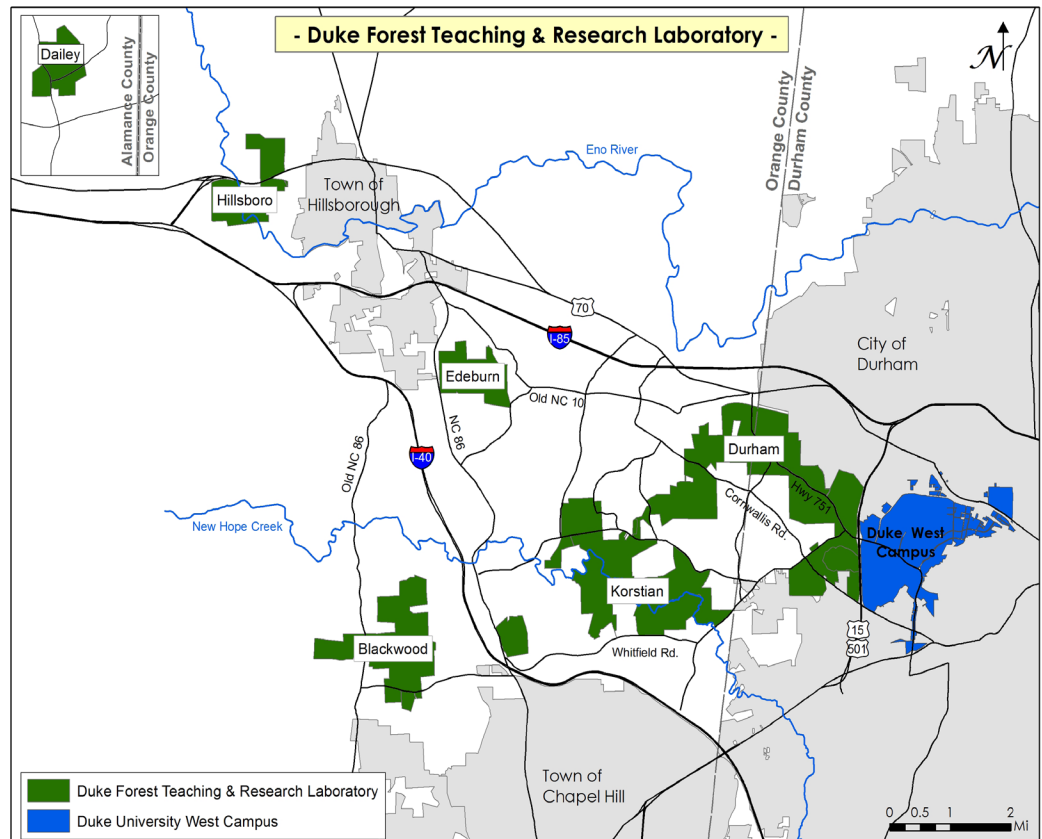 - Duke Forest Teaching & Research Laboratory -
N
Dailey
Alamance County
Orange County
Orange County
Durham County
Eno River
Town of
Hillsborough
Hillsboro
70
I-85
City of
Durham
Edeburn
Old NC 10
NC 86
Old NC 86
I-40
Durham
Hwy 751
Cornwallis Rd.
New Hope Creek
Duke West
Campus
Korstian
15
501
Blackwood
Whitfield Rd.
Town of
Chapel Hill
Duke Forest Teaching & Research Laboratory
Duke University West Campus
0 0.5 1 2
Mi